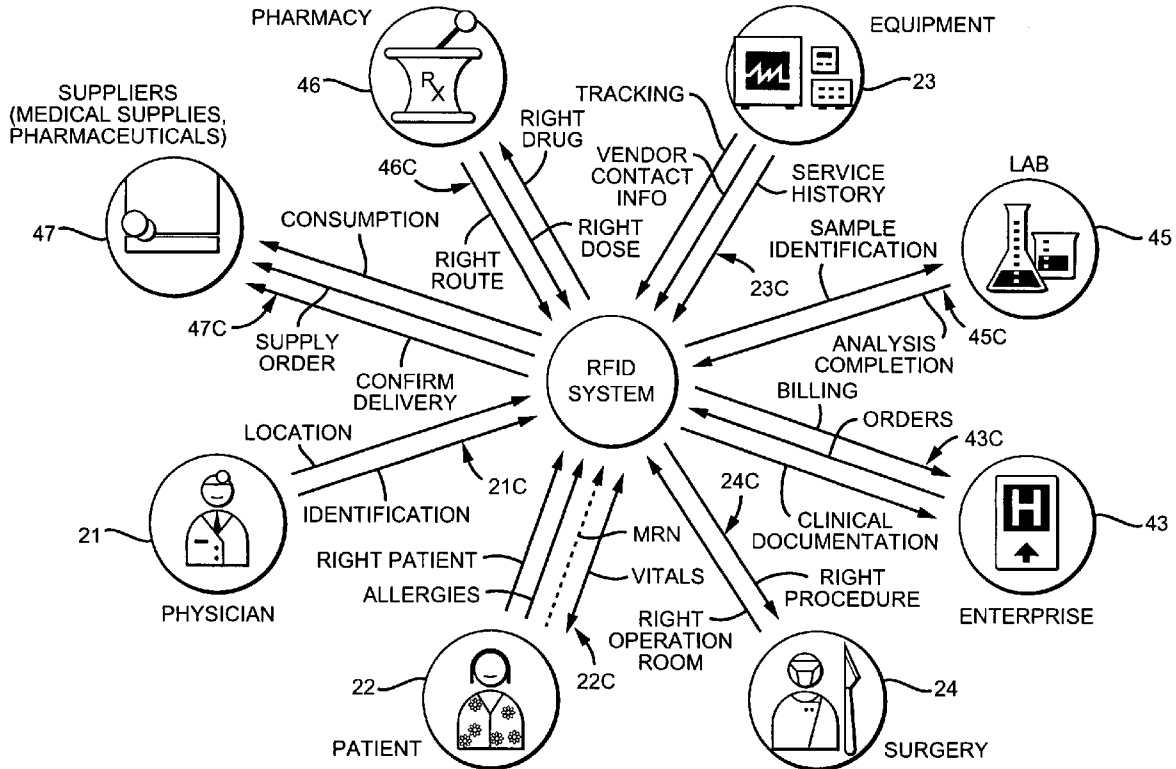 PHARMACY
46
RX
EQUIPMENT
23
SUPPLIERS
(MEDICAL SUPPLIES,
PHARMACEUTICALS)
47
TRACKING
VENDOR
CONTACT
INFO
SERVICE
HISTORY
RIGHT
DRUG
46C
RIGHT
DOSE
RIGHT
ROUTE
LAB
45
SAMPLE
IDENTIFICATION
23C
CONSUMPTION
47C
SUPPLY
ORDER
CONFIRM
DELIVERY
RFID
SYSTEM
45C
ANALYSIS
COMPLETION
BILLING
ORDERS
43C
LOCATION
21C
IDENTIFICATION
21
PHYSICIAN
24C
CLINICAL
DOCUMENTATION
H
43
ENTERPRISE
MRN
VITALS
RIGHT PATIENT
ALLERGIES
22C
22
PATIENT
RIGHT
PROCEDURE
RIGHT
OPERATION
ROOM
24
SURGERY